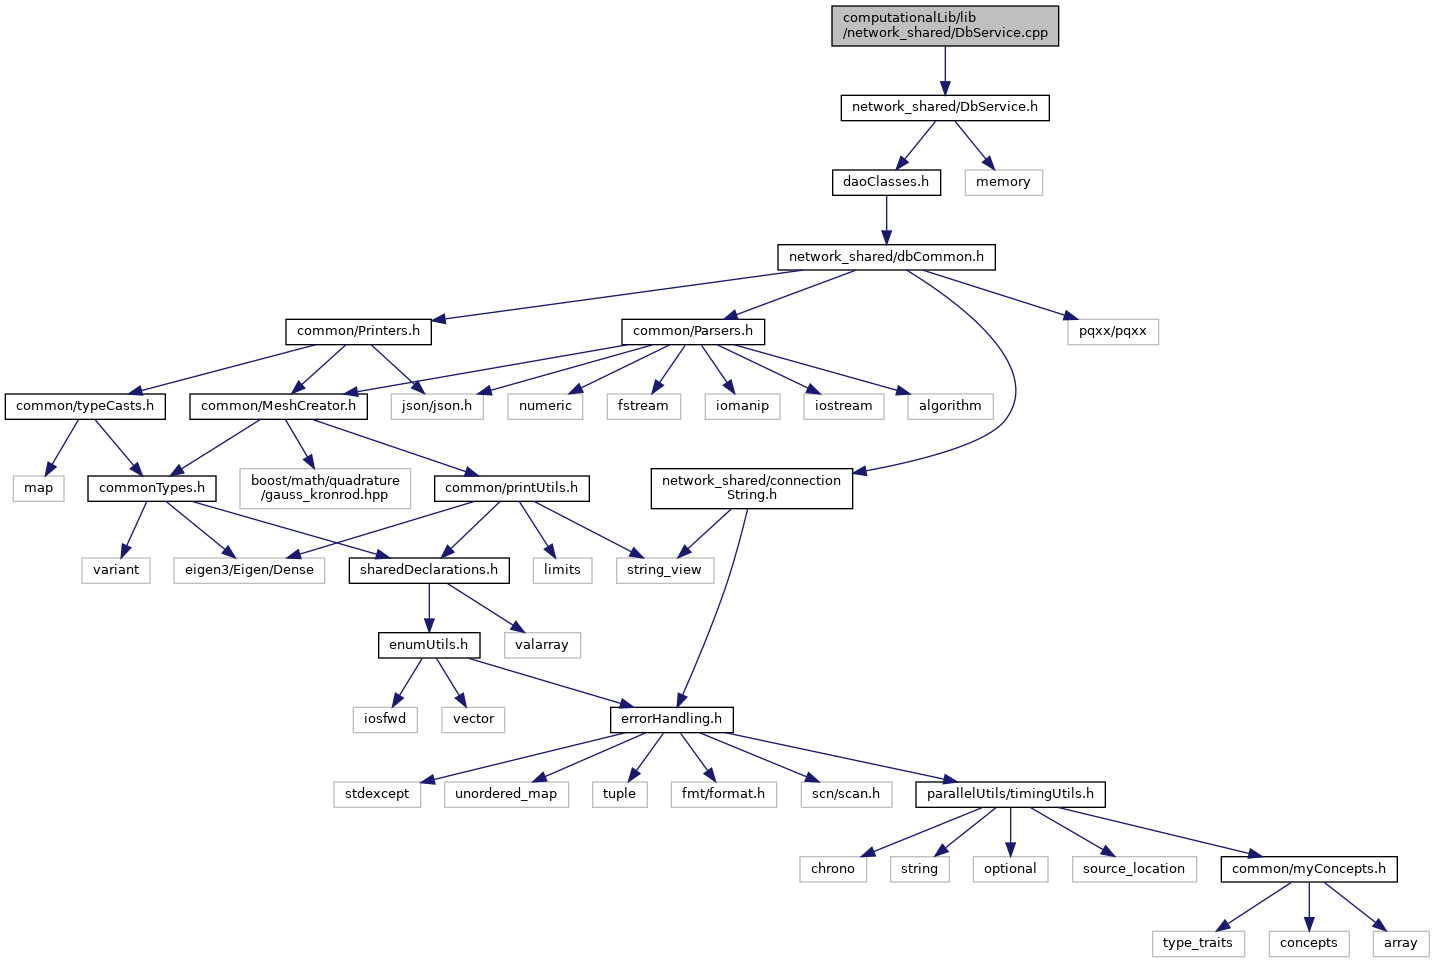 computationalLib/lib
/network_shared/DbService.cpp
network_shared/DbService.h
daoClasses.h
memory
network_shared/dbCommon.h
common/Printers.h
common/Parsers.h
pqxx/pqxx
common/typeCasts.h
common/MeshCreator.h
json/json.h
numeric
fstream
iomanip
iostream
algorithm
map
commonTypes.h
boost/math/quadrature
/gauss_kronrod.hpp
common/printUtils.h
network_shared/connection
String.h
variant
eigen3/Eigen/Dense
sharedDeclarations.h
limits
string_view
enumUtils.h
valarray
iosfwd
vector
errorHandling.h
stdexcept
unordered_map
tuple
fmt/format.h
scn/scan.h
parallelUtils/timingUtils.h
chrono
string
optional
source_location
common/myConcepts.h
type_traits
concepts
array